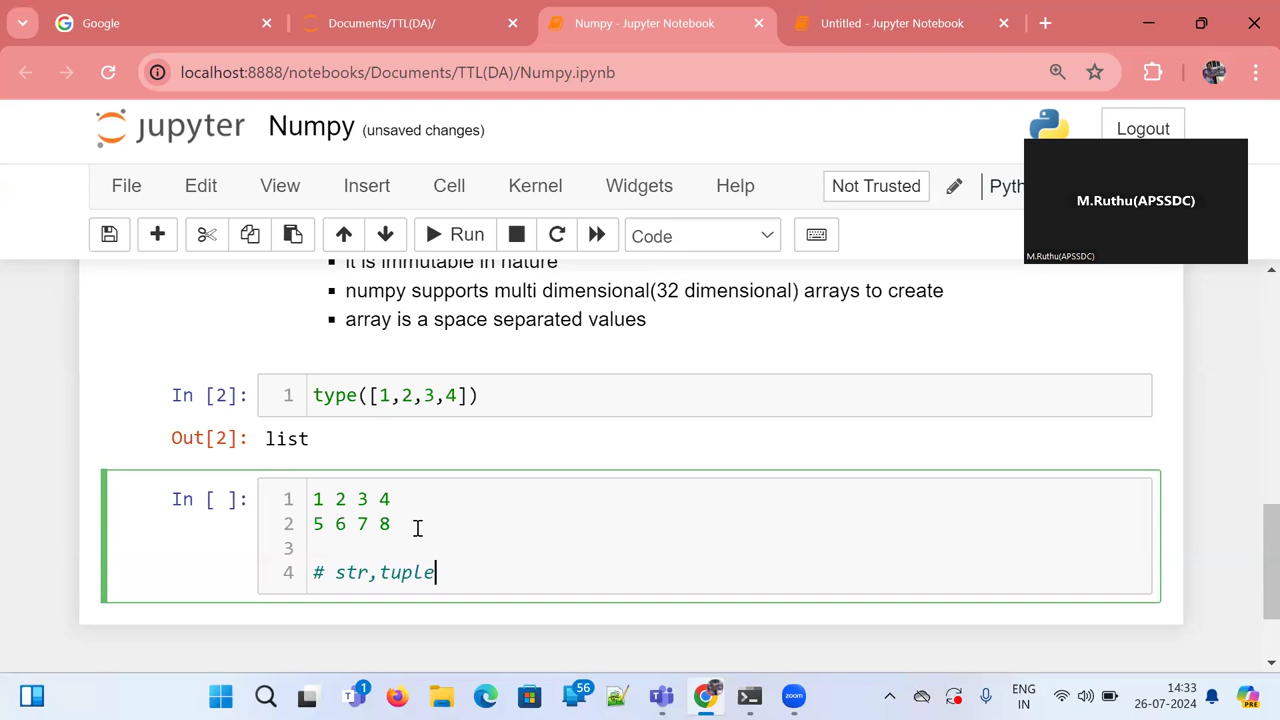 Google
Documents/TTL(DA)/
Numpy - Jupyter Notebook
Untitled - Jupyter Notebook
localhost:8888/notebooks/Documents/TTL(DA)/Numpy.ipynb
jupyter Numpy (unsaved changes)
Logout
File Edit View Insert Cell Kernel Widgets Help
Not Trusted
Pyth
M.Ruthu(APSSDC)
M.Ruthu(APSSDC)
Run
Code
it is immutable in nature
numpy supports multi dimensional(32 dimensional) arrays to create
array is a space separated values
In [2]: 1 type([1,2,3,4])
Out[2]: list
In [ ]: 1 1 2 3 4
2 5 6 7 8
3
4 # str,tuple
1
56
zoom
ENG
IN
14:33
26-07-2024
PRE